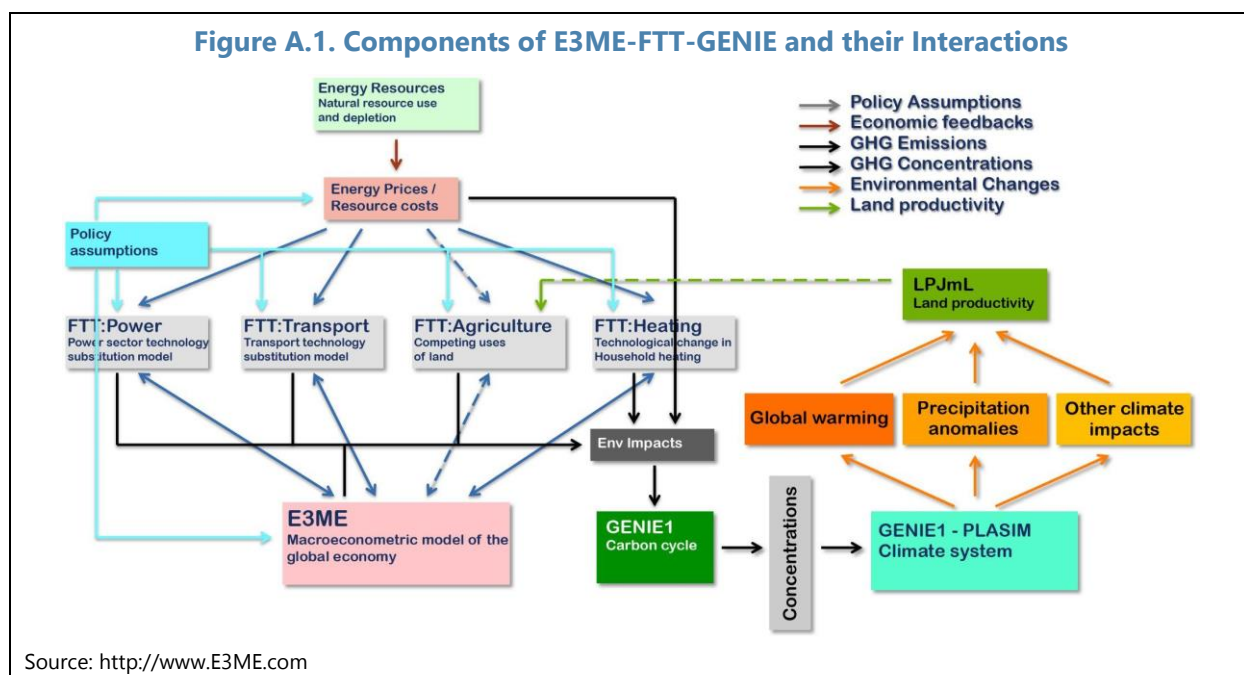 Figure A.1. Components of E3ME-FTT-GENIE and their Interactions
Energy Resources
Natural resource use
and depletion
Policy Assumptions
Economic feedbacks
GHG Emissions
GHG Concentrations
Environmental Changes
Land productivity
Energy Prices /
Resource costs
Policy
assumptions
LPJmL
Land productivity
FTT:Power
Power sector technology
substitution model
FTT:Transport
Transport technology
substitution model
FTT:Agriculture
Competing uses
of land
FTT:Heating
Technological change in
Household heating
Global warming
Precipitation
anomalies
Other climate
impacts
Env Impacts
E3ME
Macroeconometric model of the
global economy
GENIE1
Carbon cycle
Concentrations
GENIE1 - PLASIM
Climate system
Source: http://www.E3ME.com